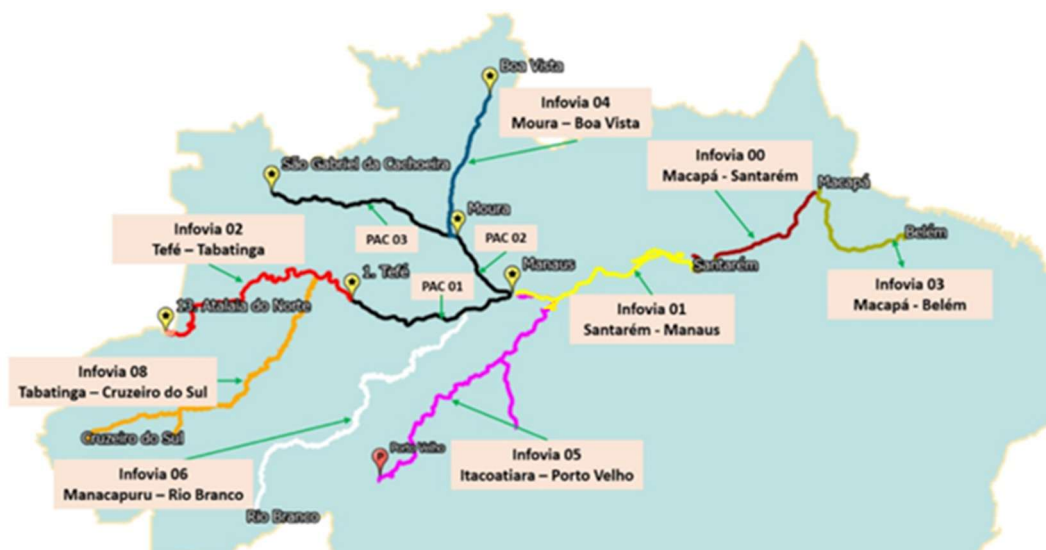 Boa Vista
Infovia 04
Moura – Boa Vista
São Gabriel da Cachoeira
Infovia 00
Macapá - Santarém
Macapá
Infovia 02
Tefé – Tabatinga
PAC 03
Moura
PAC 02
Belém
1. Tefé
Manaus
Santarém
PAC 01
Infovia 03
Macapá - Belém
13. Atalaia do Norte
Infovia 01
Santarém - Manaus
Infovia 08
Tabatinga – Cruzeiro do Sul
Cruzeiro do Sul
Porto Velho
P
Infovia 05
Itacoatiara – Porto Velho
Infovia 06
Manacapuru – Rio Branco
Rio Branco